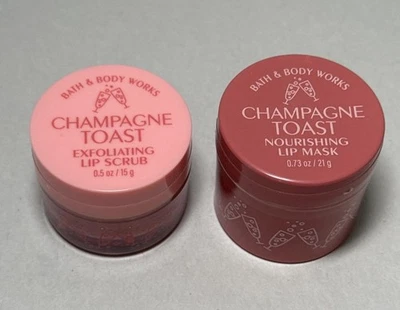 BATH & BODY WORKS
CHAMPAGNE
TOAST
EXFOLIATING
LIP SCRUB
0.5 oz / 15 g
BATH & BODY WORKS
CHAMPAGNE
TOAST
NOURISHING
LIP MASK
0.73 oz / 21 g